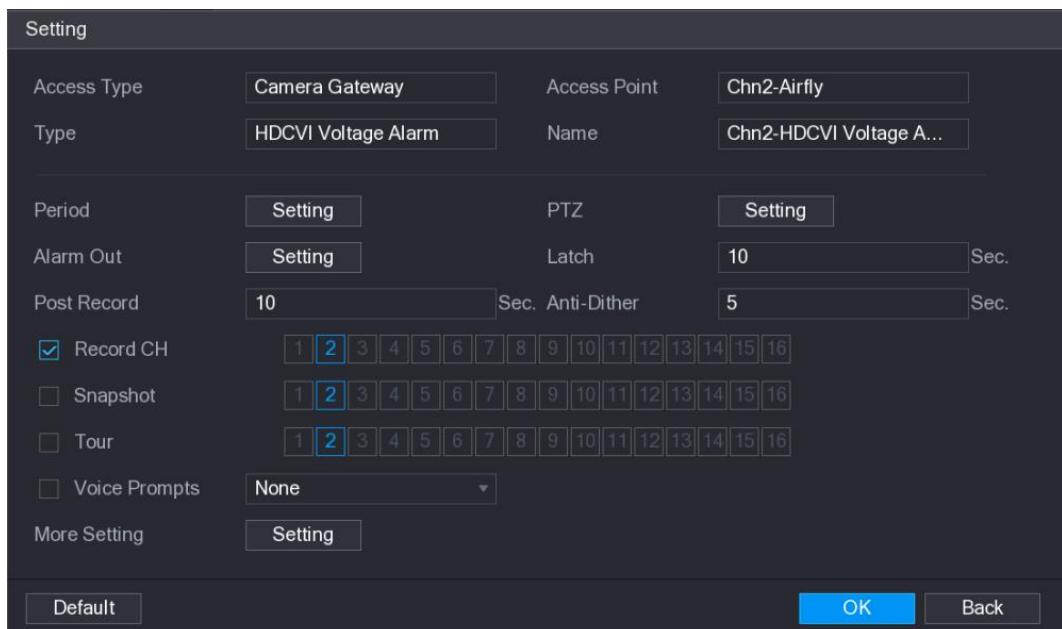 Setting
Access Type Camera Gateway Access Point Chn2-Airfly
Type HDCVI Voltage Alarm Name Chn2-HDCVI Voltage A...
Period Setting PTZ Setting
Alarm Out Setting Latch 10 Sec.
Post Record 10 Sec. Anti-Dither 5 Sec.
Record CH 1 2 3 4 5 6 7 8 9 10 11 12 13 14 15 16
Snapshot 1 2 3 4 5 6 7 8 9 10 11 12 13 14 15 16
Tour 1 2 3 4 5 6 7 8 9 10 11 12 13 14 15 16
Voice Prompts None
More Setting Setting
Default OK Back